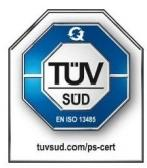 Q
TÜV
SÜD
EN ISO 13485
tuvsud.com/ps-cert